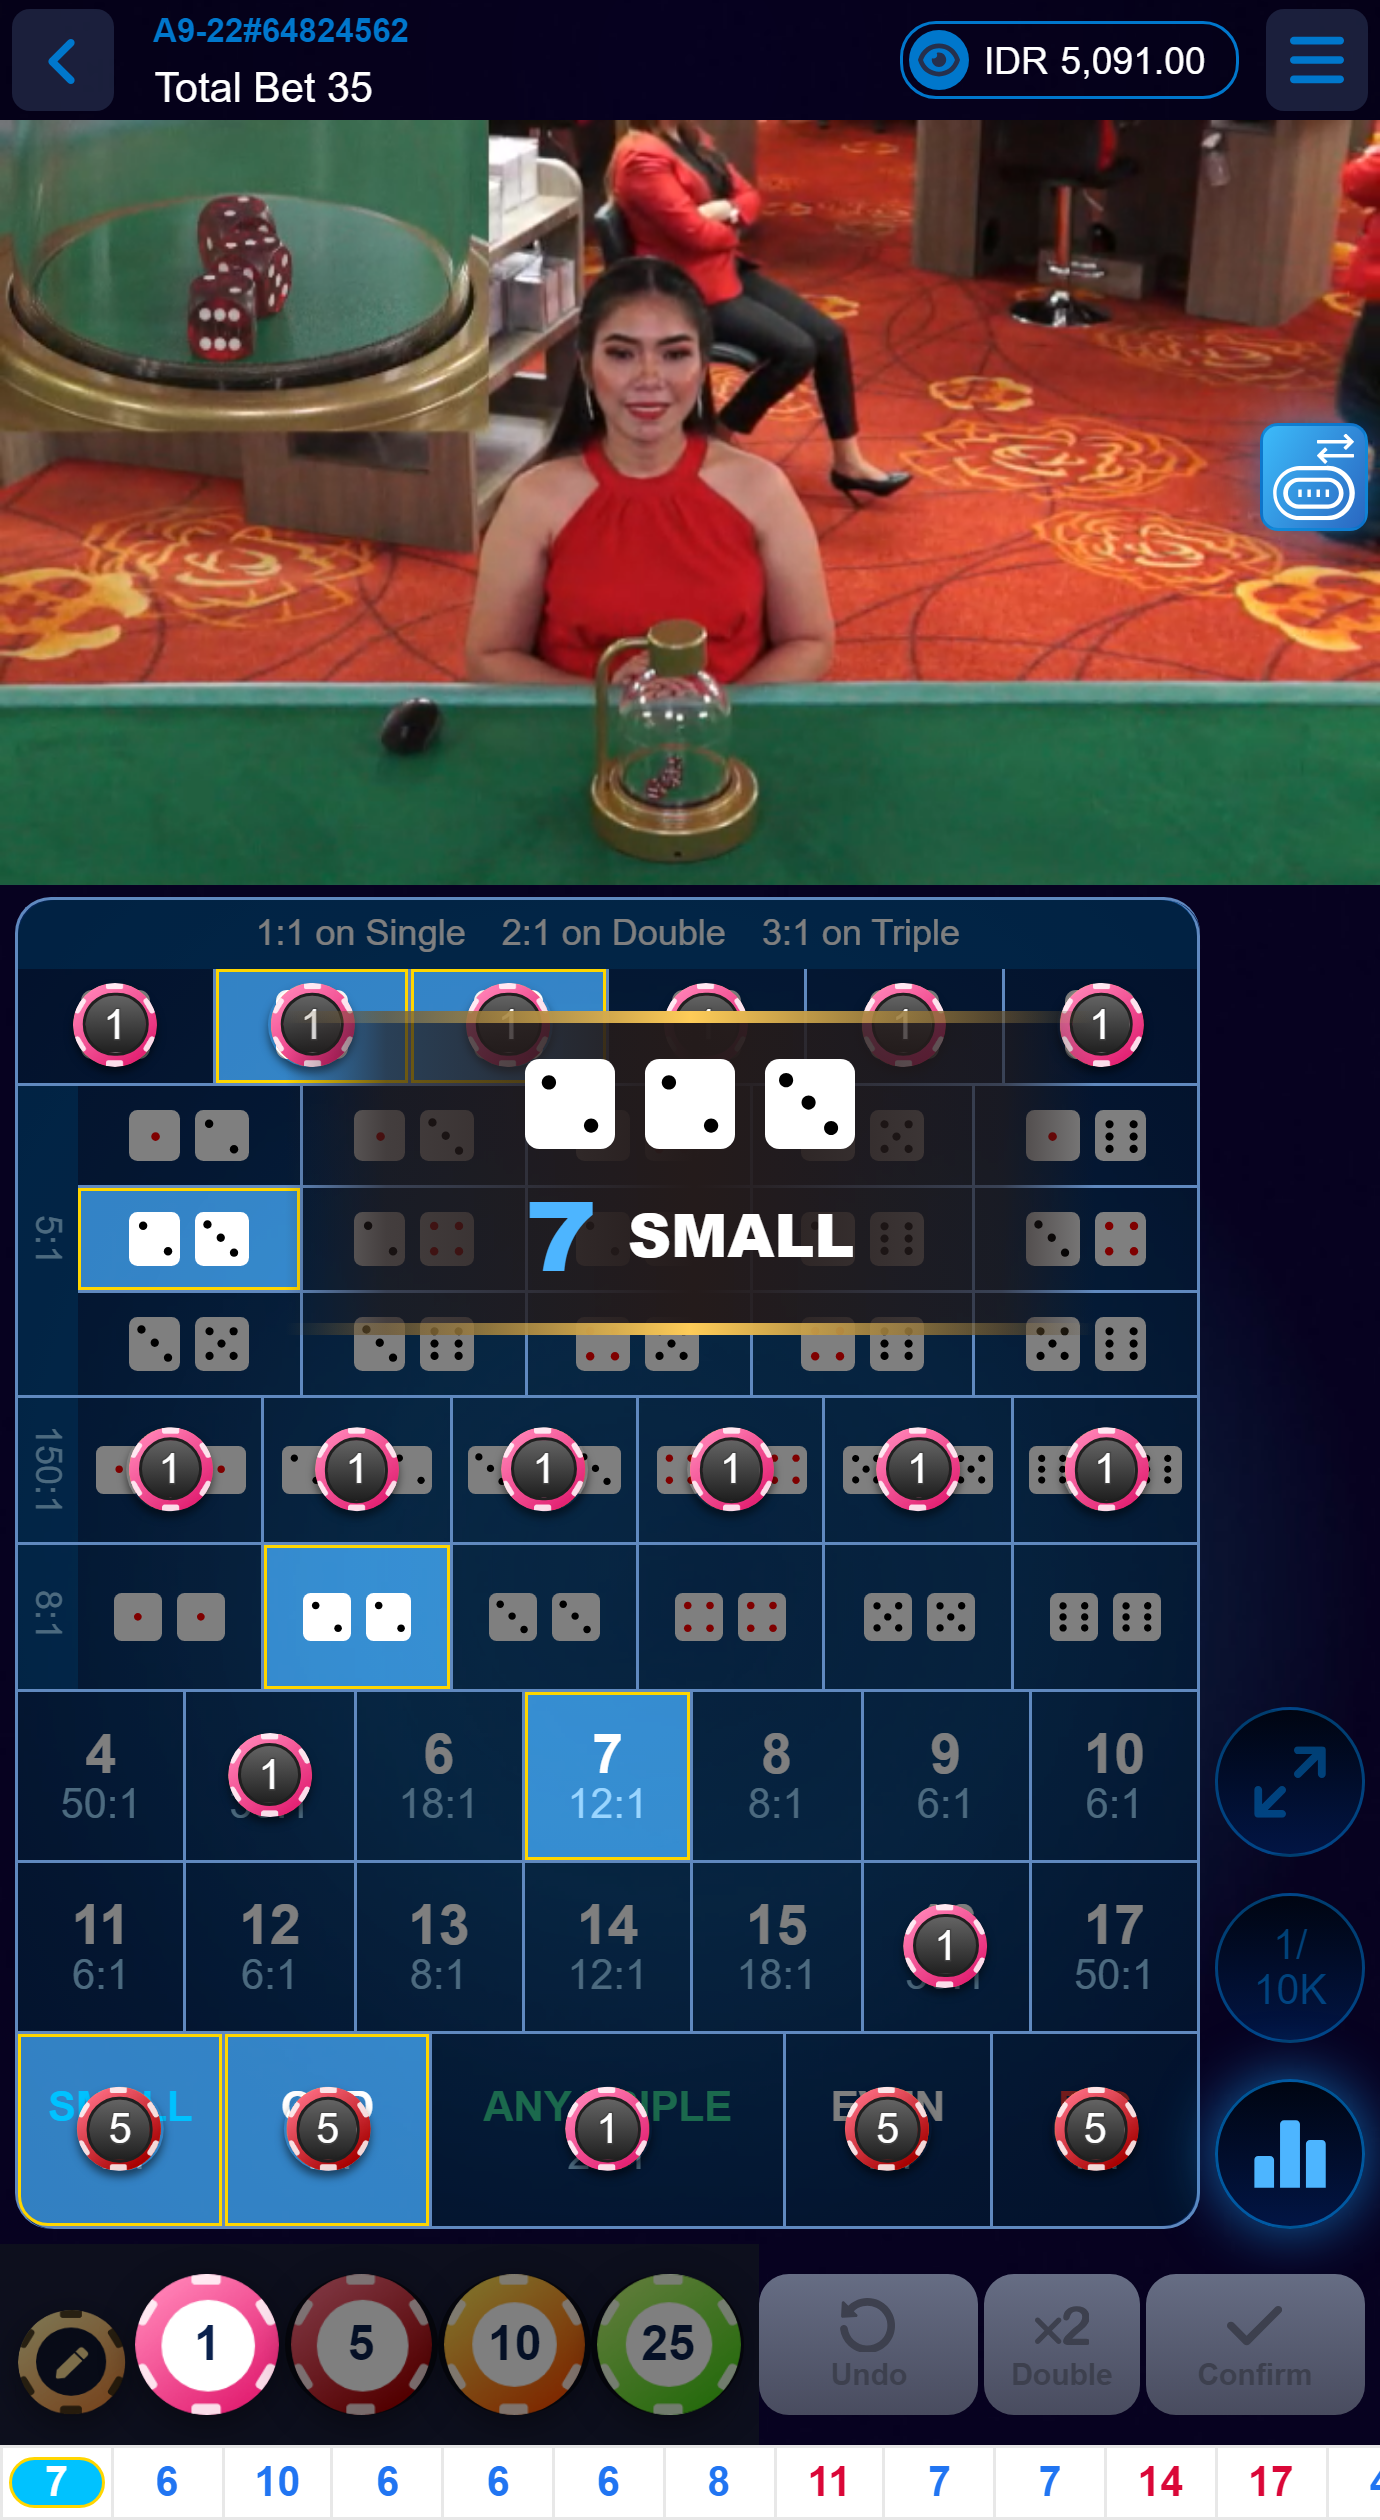 A9-22#64824562
Total Bet 35
IDR 5,091.00
1:1 on Single 2:1 on Double 3:1 on Triple
1 1 1 1 1
7 SMALL
5:1
150:1
1 1 1 1 1 1
8:1
4 1 6 7 8 9 10
50:1 18:1 12:1 8:1 6:1 6:1
11 12 13 14 15 1 17
6:1 6:1 8:1 12:1 18:1 50:1
1/
10K
5 5 ANY 1 5 5
1 5 10 25
Undo Double x2 Confirm
7 6 10 6 6 6 8 11 7 7 14 17